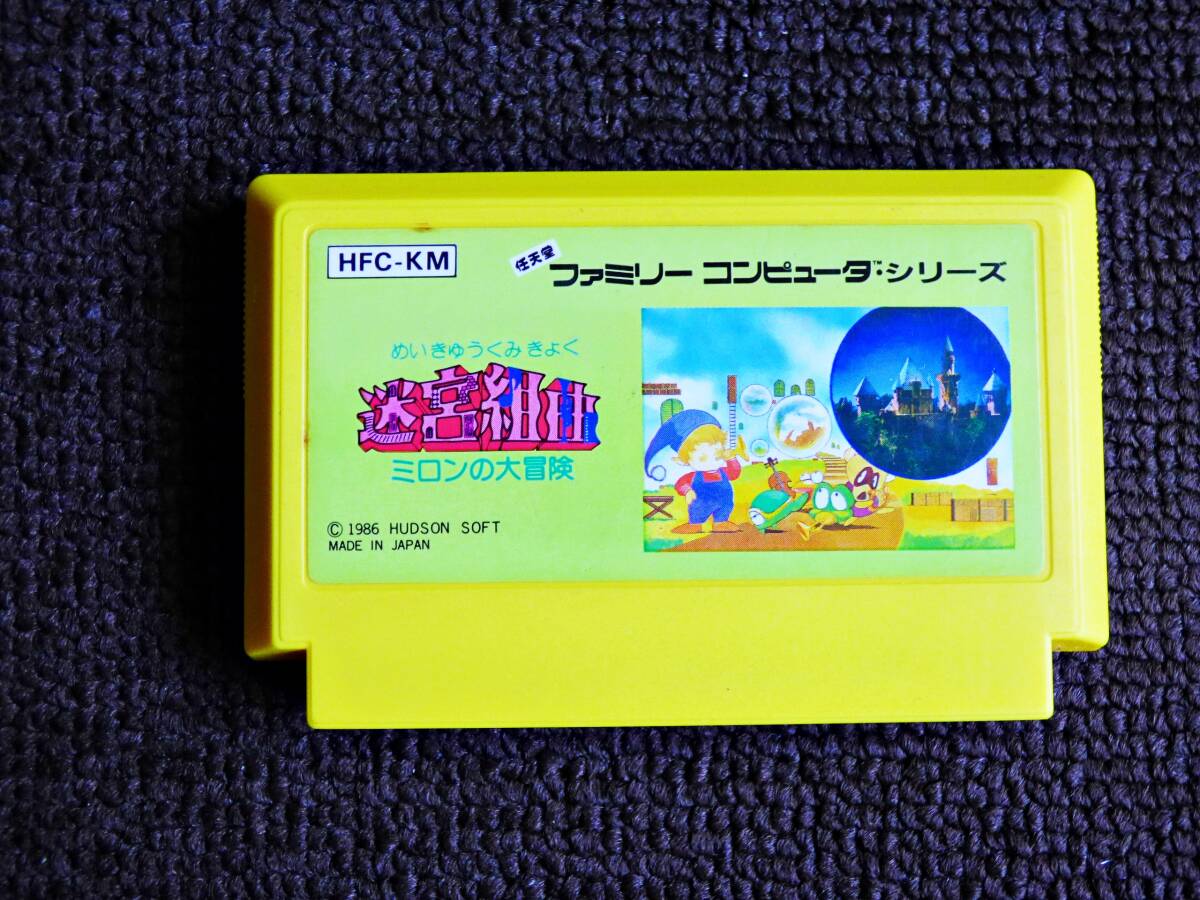 HFC-KM
任天堂
ファミリー コンピュータ™シリーズ
めいきゅうくみきょく
迷宮組曲
ミロンの大冒険
© 1986 HUDSON SOFT
MADE IN JAPAN